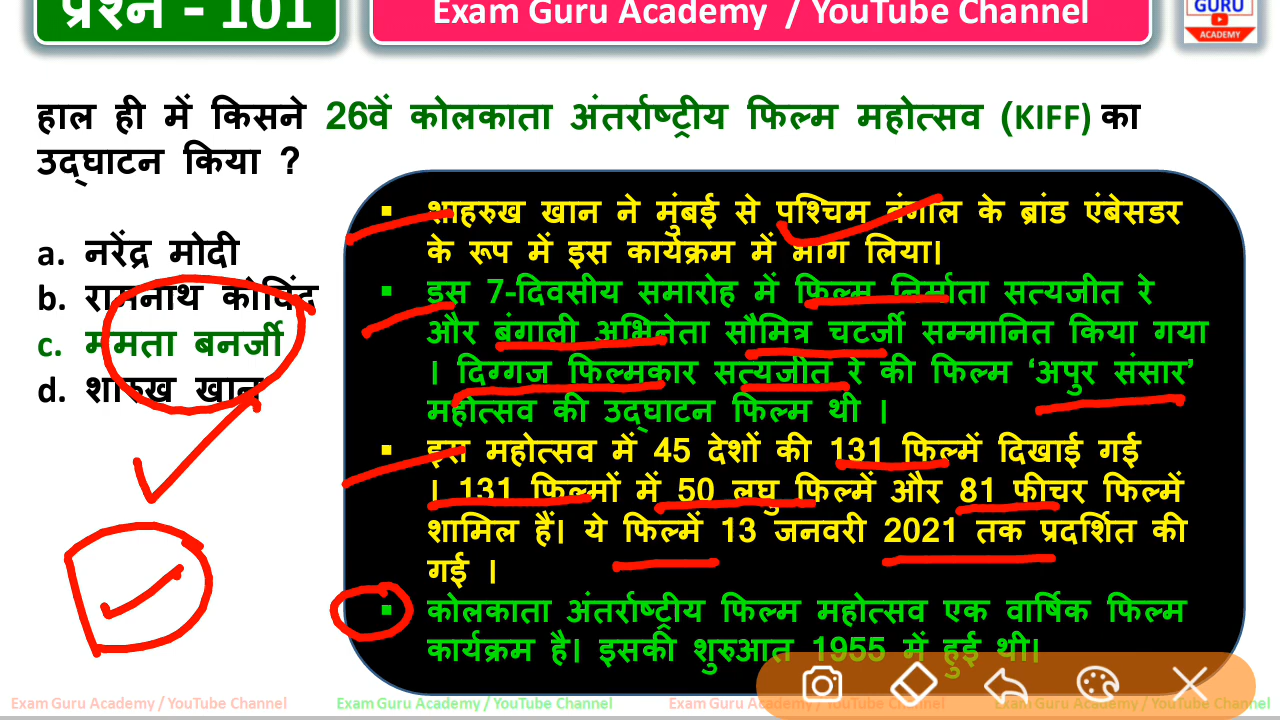 प्रश्न - 101
Exam Guru Academy / YouTube Channel
GURU
ACADEMY
हाल ही में किसने 26वें कोलकाता अंतर्राष्ट्रीय फिल्म महोत्सव (KIFF) का
उद्घाटन किया ?
a. नरेंद्र मोदी
b. रामनाथ कोविंद
c. ममता बनर्जी
d. शारुख खान
▪ शाहरुख खान ने मुंबई से पश्चिम बंगाल के ब्रांड एंबेसडर
के रूप में इस कार्यक्रम में भाग लिया।
▪ इस 7-दिवसीय समारोह में फिल्म निर्माता सत्यजीत रे
और बंगाली अभिनेता सौमित्र चटर्जी सम्मानित किया गया
। दिग्गज फिल्मकार सत्यजीत रे की फिल्म ‘अपुर संसार’
महोत्सव की उद्घाटन फिल्म थी ।
▪ इस महोत्सव में 45 देशों की 131 फिल्में दिखाई गई
। 131 फिल्मों में 50 लघु फिल्में और 81 फीचर फिल्में
शामिल हैं। ये फिल्में 13 जनवरी 2021 तक प्रदर्शित की
गई ।
▪ कोलकाता अंतर्राष्ट्रीय फिल्म महोत्सव एक वार्षिक फिल्म
कार्यक्रम है। इसकी शुरुआत 1955 में हुई थी।
Exam Guru Academy / YouTube Channel Exam Guru Academy / YouTube Channel Exam Guru Academy / YouTube Channel Exam Guru Academy / YouTube Channel